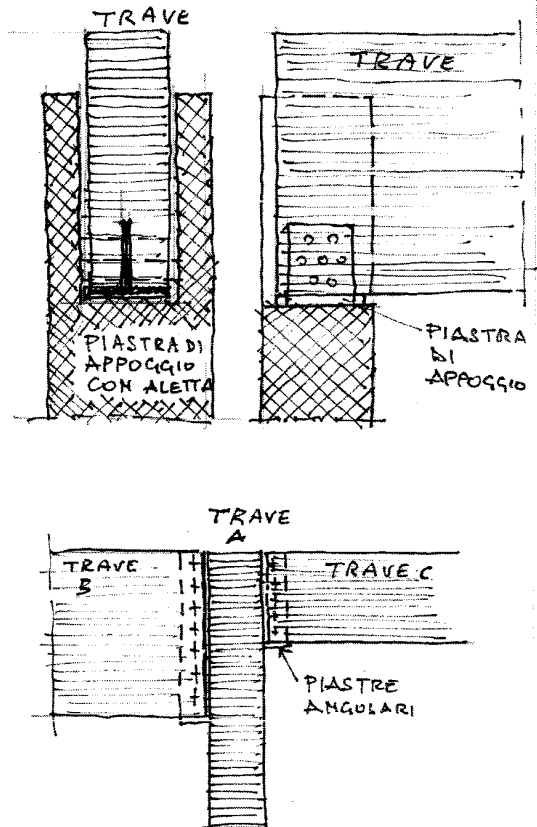 TRAVE
TRAVE
PIASTRA DI
APPOGGIO
CON ALETTA
PIASTRA
DI
APPOGGIO
TRAVE
A
TRAVE
B
TRAVE C
PIASTRE
ANGOLARI